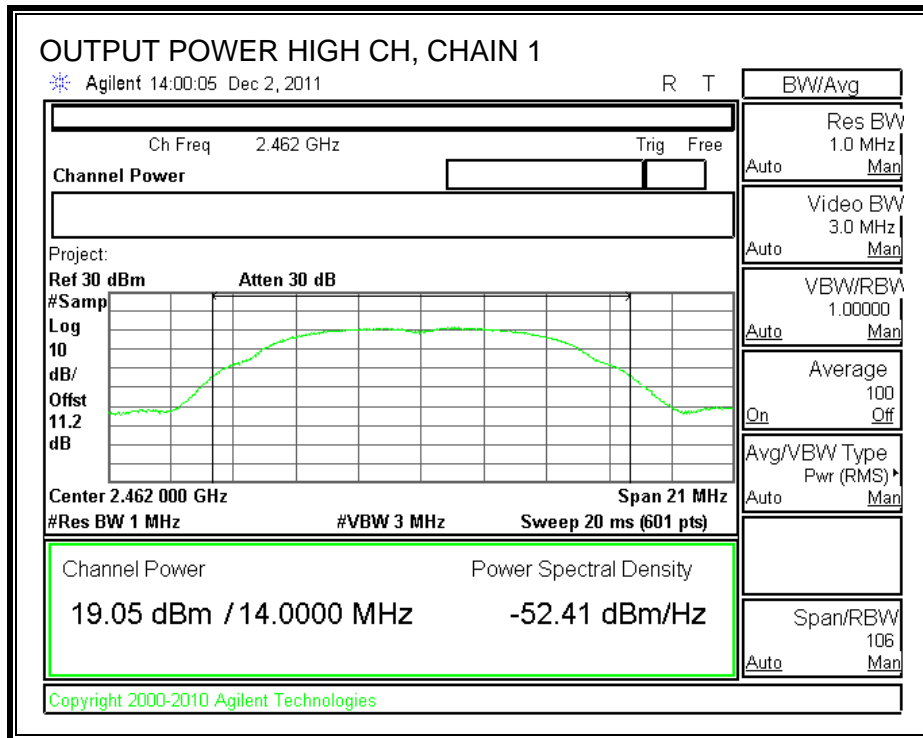 OUTPUT POWER HIGH CH, CHAIN 1
Agilent 14:00:05 Dec 2, 2011 R T
Ch Freq 2.462 GHz Trig Free
Channel Power
Project:
Ref 30 dBm Atten 30 dB
#Samp
Log
10
dB/
Offst
11.2
dB
Center 2.462 000 GHz Span 21 MHz
#Res BW 1 MHz #VBW 3 MHz Sweep 20 ms (601 pts)
Channel Power Power Spectral Density
19.05 dBm / 14.0000 MHz -52.41 dBm/Hz
Copyright 2000-2010 Agilent Technologies
BW/Avg
Res BW
1.0 MHz
Auto Man
Video BW
3.0 MHz
Auto Man
VBW/RBW
1.00000
Auto Man
Average
100
On Off
Avg/VBW Type
Pwr (RMS)
Auto Man
Span/RBW
106
Auto Man